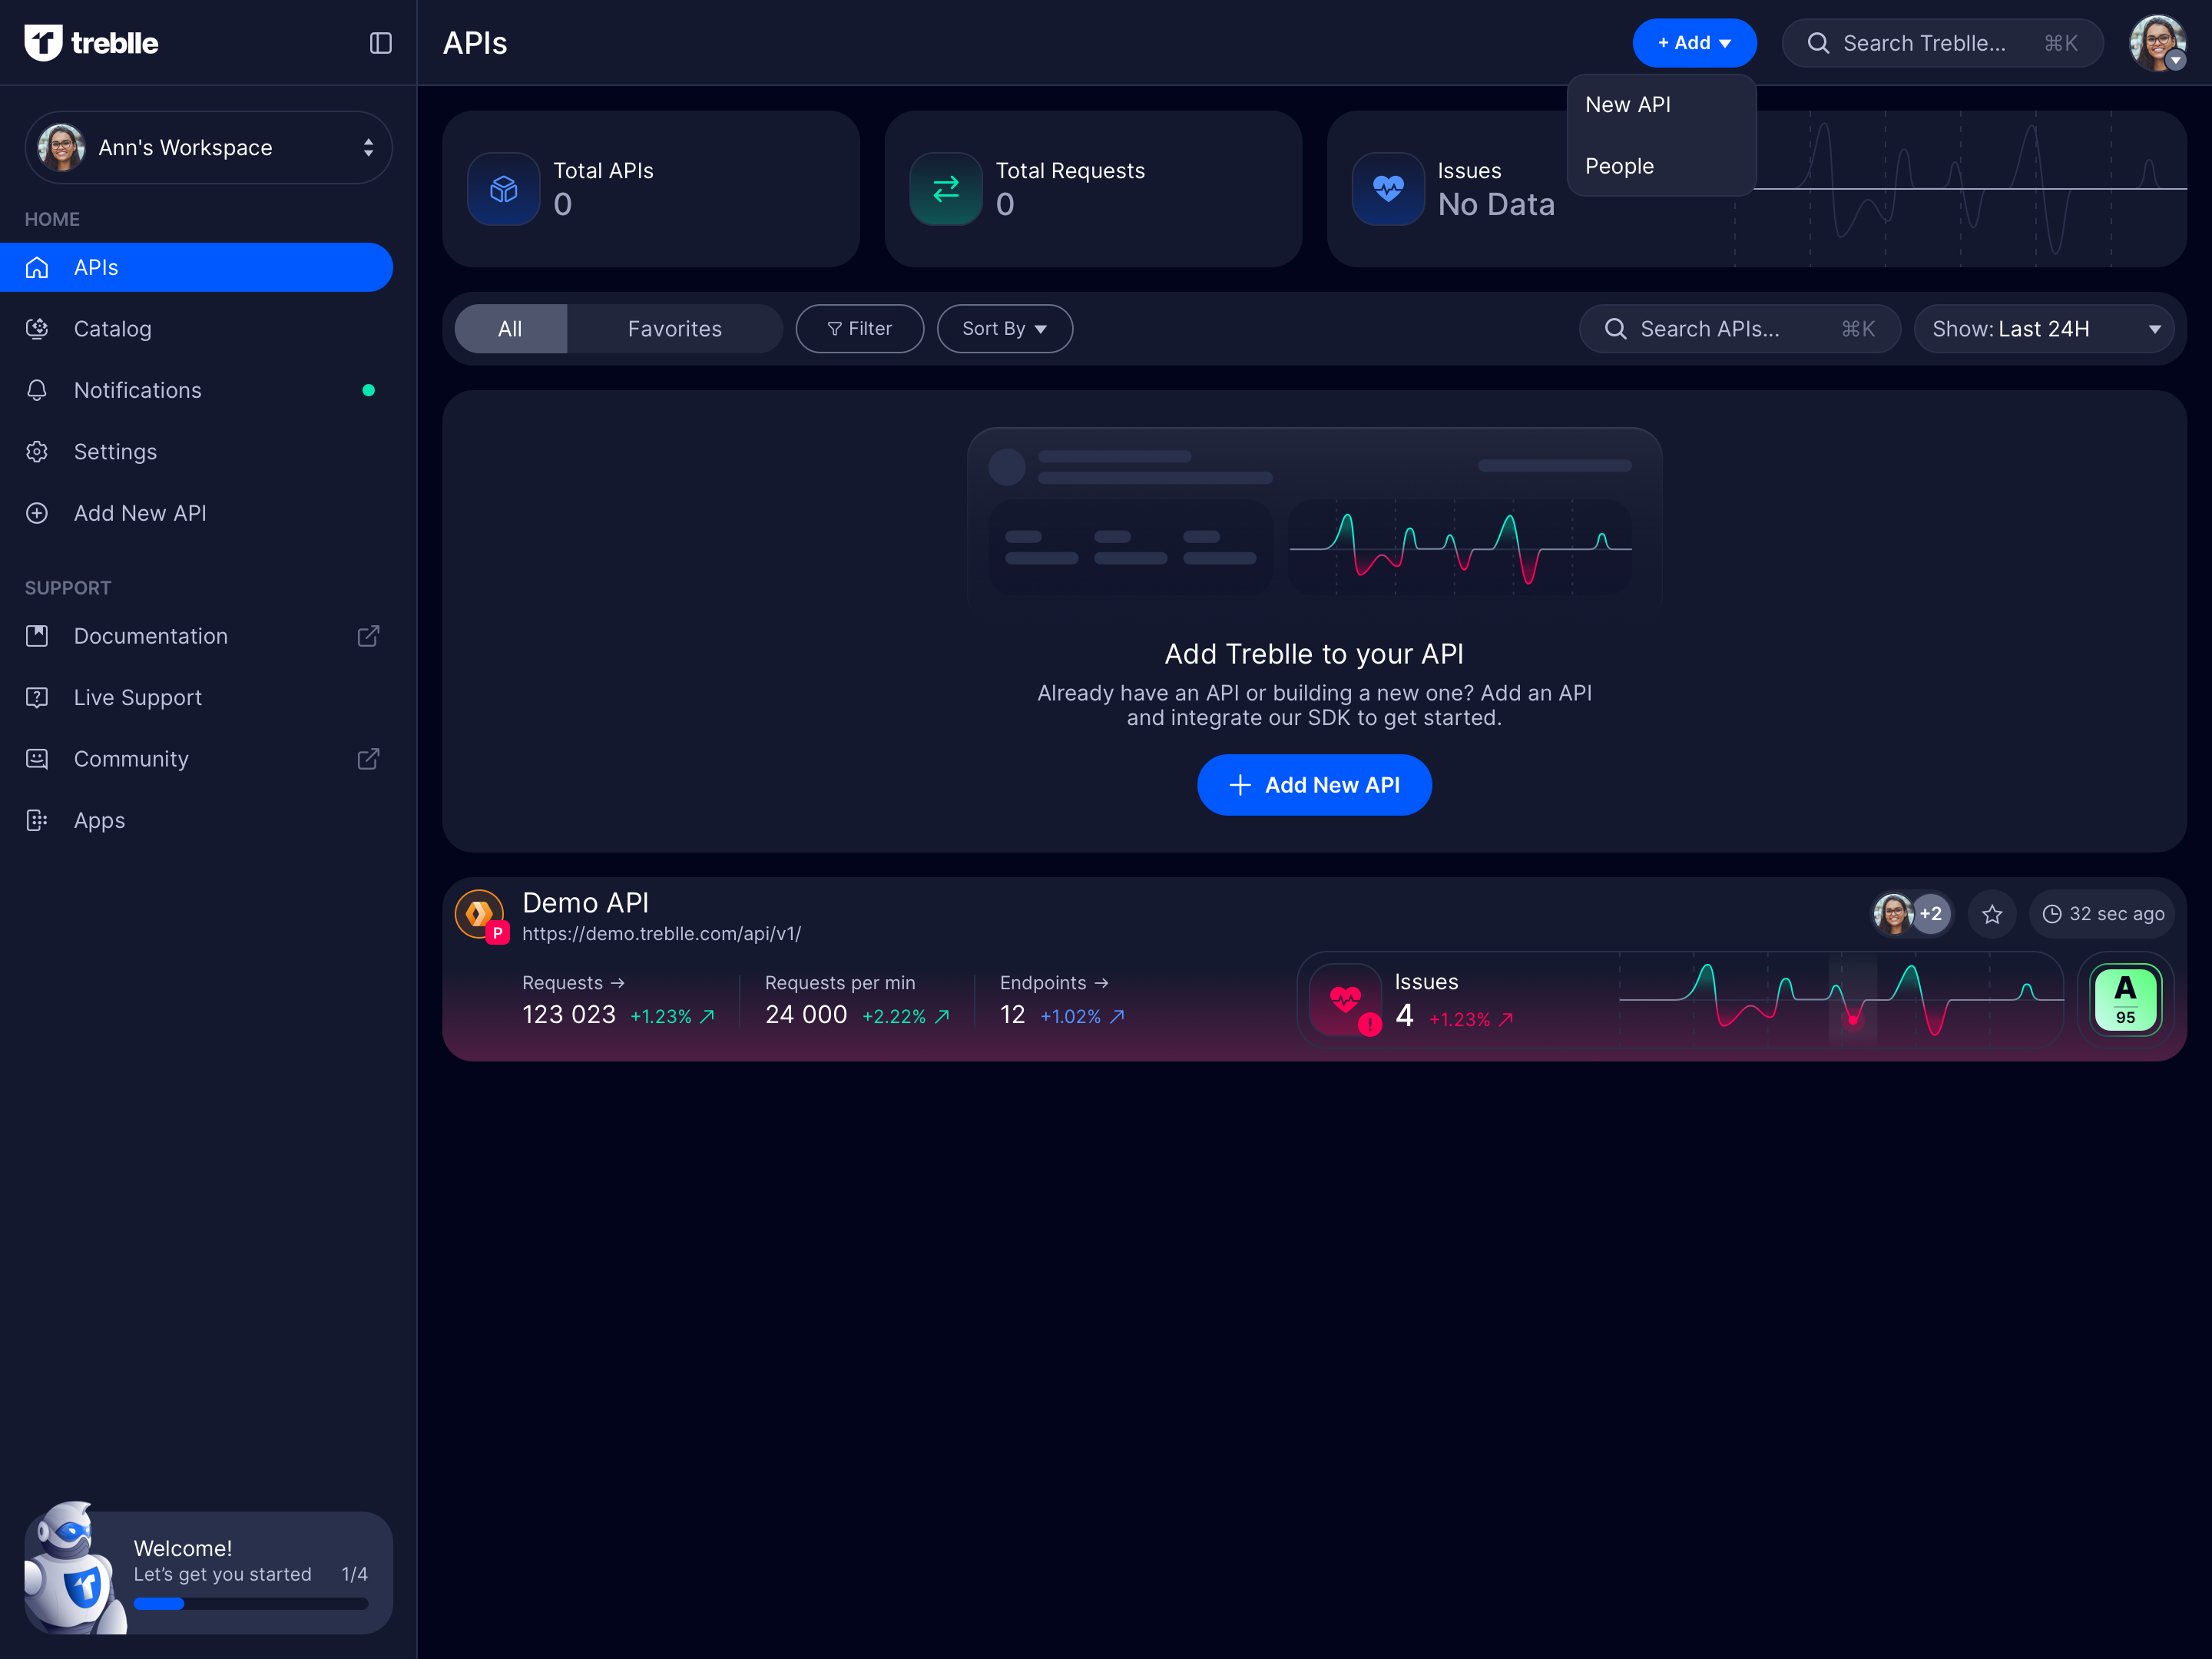 treblle
APIs
+ Add
Search Treblle...
⌘K
New API
People
Ann's Workspace
HOME
APIs
Catalog
Notifications
Settings
Add New API
SUPPORT
Documentation
Live Support
Community
Apps
Welcome!
Let's get you started
1/4
Total APIs
0
Total Requests
0
Issues
No Data
All
Favorites
Filter
Sort By
Search APIs...
⌘K
Show: Last 24H
Add Treblle to your API
Already have an API or building a new one? Add an API
and integrate our SDK to get started.
Add New API
P
Demo API
https://demo.treblle.com/api/v1/
+2
32 sec ago
Requests →
123 023 +1.23% ↗
Requests per min
24 000 +2.22% ↗
Endpoints →
12 +1.02% ↗
!
Issues
4 +1.23% ↗
A
95